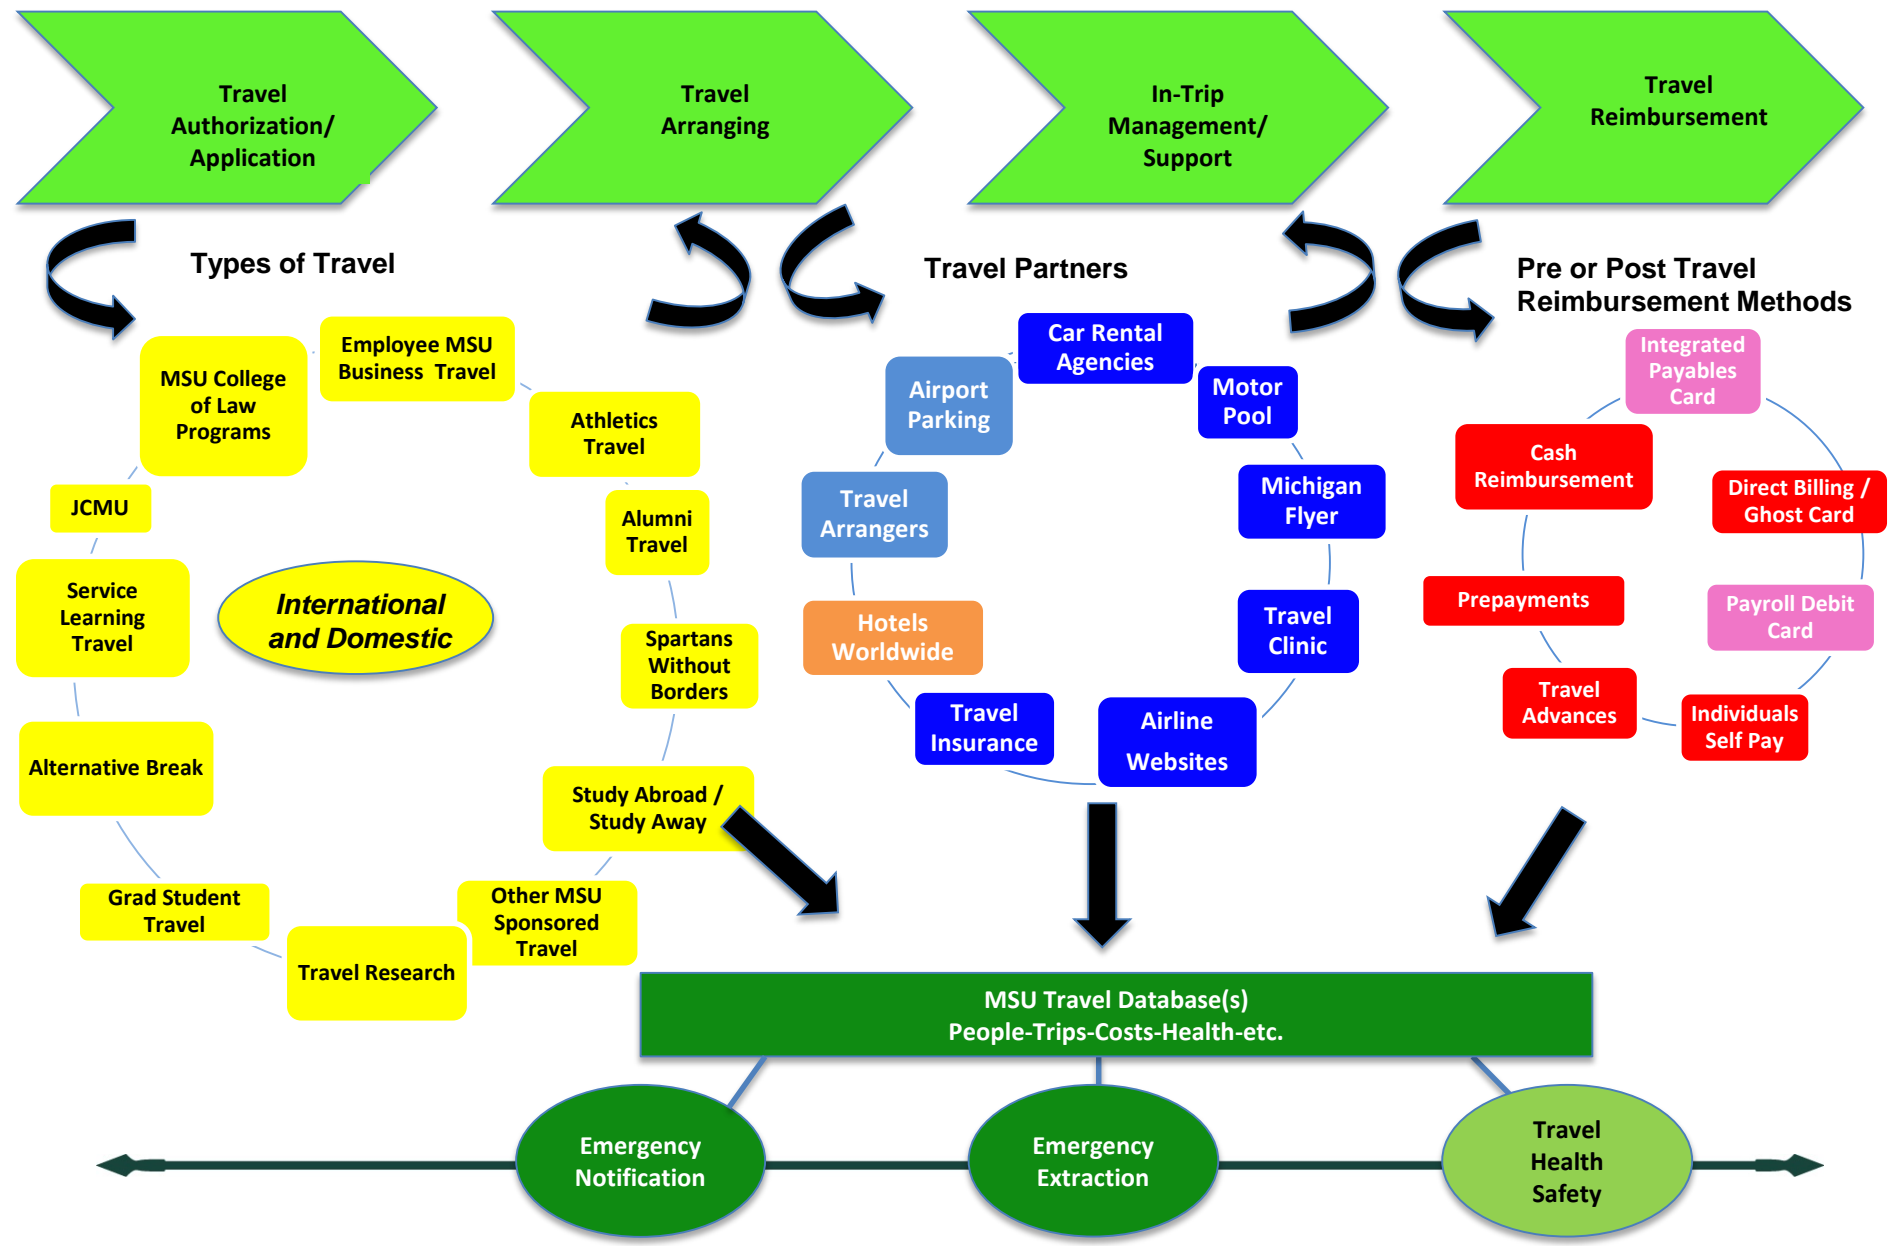 Travel
Authorization/
Application
Travel
Arranging
In-Trip
Management/
Support
Travel
Reimbursement
Types of Travel
Employee MSU
Business  Travel
Athletics
Travel
Alumni
Travel
Spartans
Without
Borders
Study Abroad /
Study Away
Other MSU
Sponsored
Travel
Travel Research
Grad Student
Travel
Alternative Break
Service
Learning
Travel
JCMU
MSU College
of Law
Programs
International
and Domestic
Travel Partners
Car Rental
Agencies
Motor
Pool
Michigan
Flyer
Travel
Clinic
Airline
Websites
Travel
Insurance
Hotels
Worldwide
Travel
Arrangers
Airport
Parking
Pre or Post Travel
Reimbursement Methods
Integrated
Payables
Card
Direct Billing /
Ghost Card
Payroll Debit
Card
Individuals
Self Pay
Travel
Advances
Prepayments
Cash
Reimbursement
MSU Travel Database(s)
People-Trips-Costs-Health-etc.
Emergency
Notification
Emergency
Extraction
Travel
Health
Safety